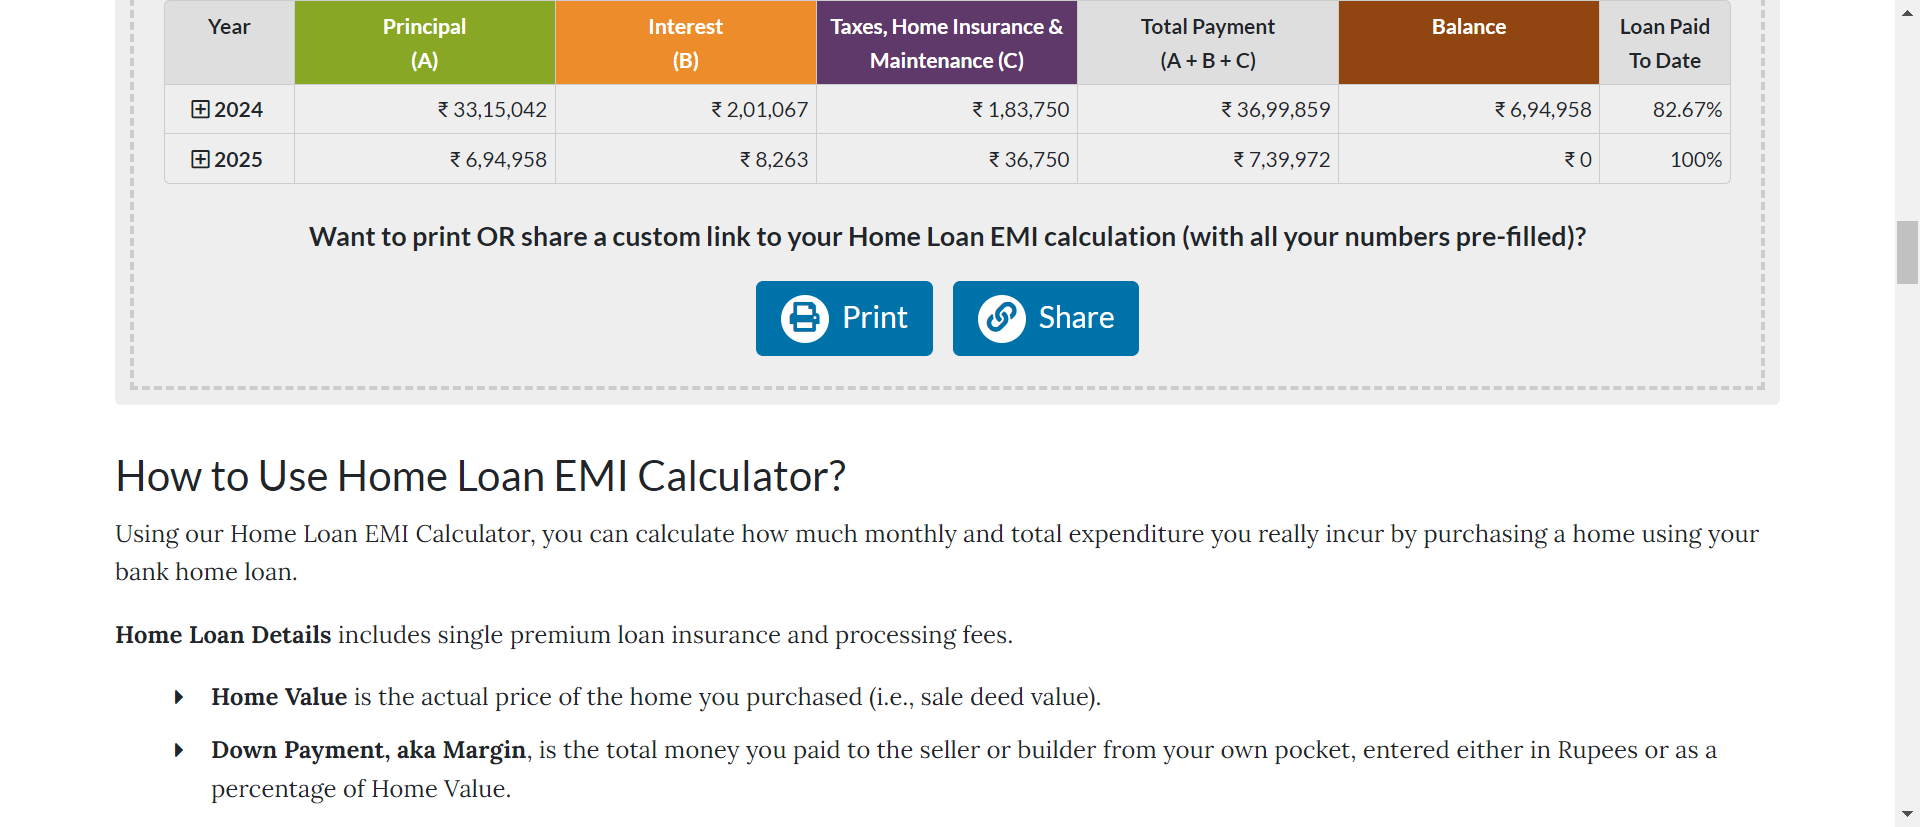 Year Principal Interest Taxes, Home Insurance & Total Payment Balance Loan Paid
(A) (B) Maintenance (C) (A + B + C) To Date
2024 ₹ 33,15,042 ₹ 2,01,067 ₹ 1,83,750 ₹ 36,99,859 ₹ 6,94,958 82.67%
2025 ₹ 6,94,958 ₹ 8,263 ₹ 36,750 ₹ 7,39,972 ₹ 0 100%
Want to print OR share a custom link to your Home Loan EMI calculation (with all your numbers pre-filled)?
Print Share
How to Use Home Loan EMI Calculator?
Using our Home Loan EMI Calculator, you can calculate how much monthly and total expenditure you really incur by purchasing a home using your
bank home loan.
Home Loan Details includes single premium loan insurance and processing fees.
Home Value is the actual price of the home you purchased (i.e., sale deed value).
Down Payment, aka Margin, is the total money you paid to the seller or builder from your own pocket, entered either in Rupees or as a
percentage of Home Value.